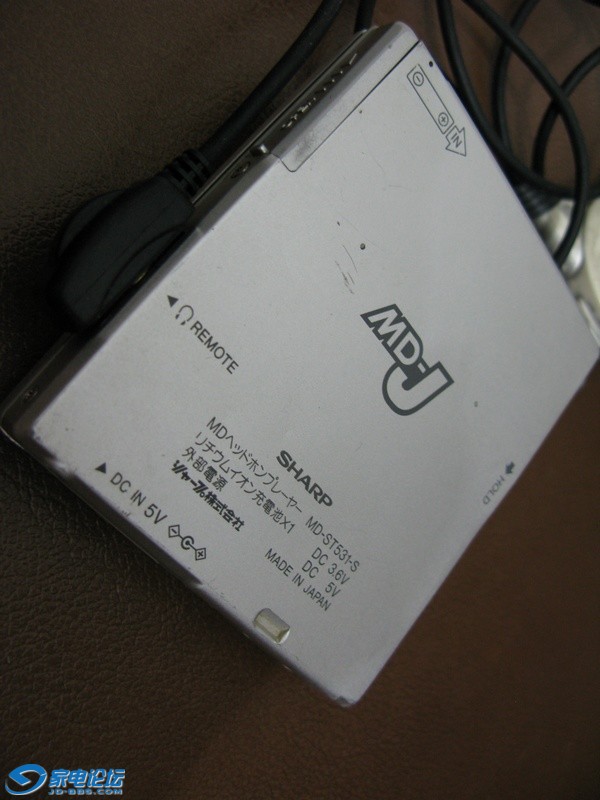 IN
MD-J
REMOTE
HOLD
SHARP
MDヘッドホンプレーヤー MD-ST531-S
リチウムイオン充電池X1 DC 3.6V
外部電源 DC 5V
シャープ株式会社
MADE IN JAPAN
DC IN 5V
家电论坛
JD-BBS.COM